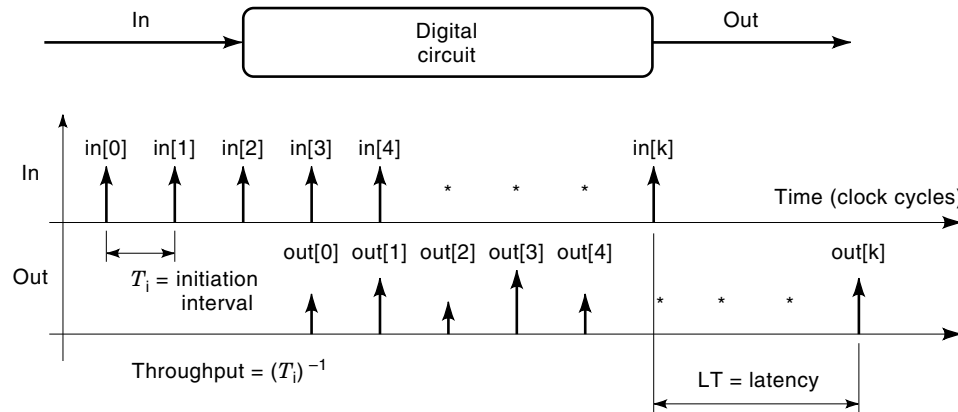 In
Digital
circuit
Out
in[0] in[1] in[2] in[3] in[4] * * * in[k]
In
Time (clock cycles)
out[0] out[1] out[2] out[3] out[4] out[k]
Out
T_i = initiation
interval
* * *
Throughput = (T_i)^−1
LT = latency